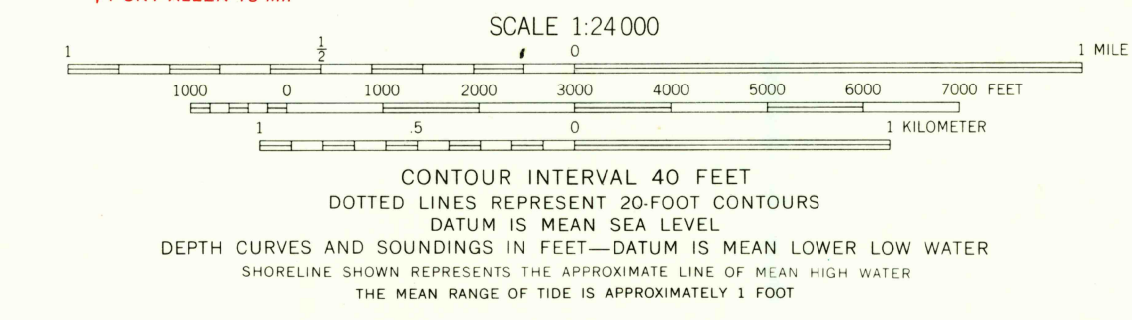 SCALE 1:24 000
1 1/2 0 1 MILE
1000 0 1000 2000 3000 4000 5000 6000 7000 FEET
1 .5 0 1 KILOMETER
CONTOUR INTERVAL 40 FEET
DOTTED LINES REPRESENT 20-FOOT CONTOURS
DATUM IS MEAN SEA LEVEL
DEPTH CURVES AND SOUNDINGS IN FEET—DATUM IS MEAN LOWER LOW WATER
SHORELINE SHOWN REPRESENTS THE APPROXIMATE LINE OF MEAN HIGH WATER
THE MEAN RANGE OF TIDE IS APPROXIMATELY 1 FOOT